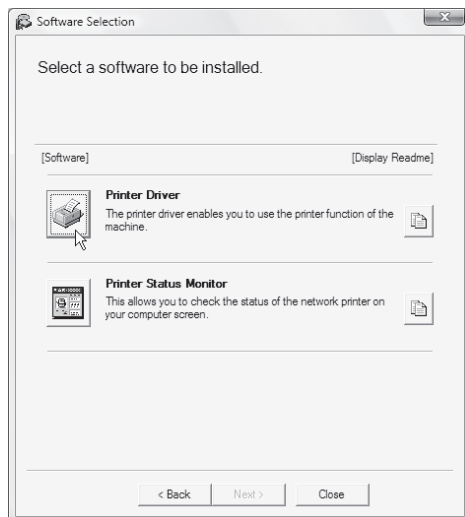 Software Selection
Select a software to be installed.
[Software] [Display Readme]
Printer Driver
The printer driver enables you to use the printer function of the
machine.
Printer Status Monitor
This allows you to check the status of the network printer on
your computer screen.
< Back Next > Close